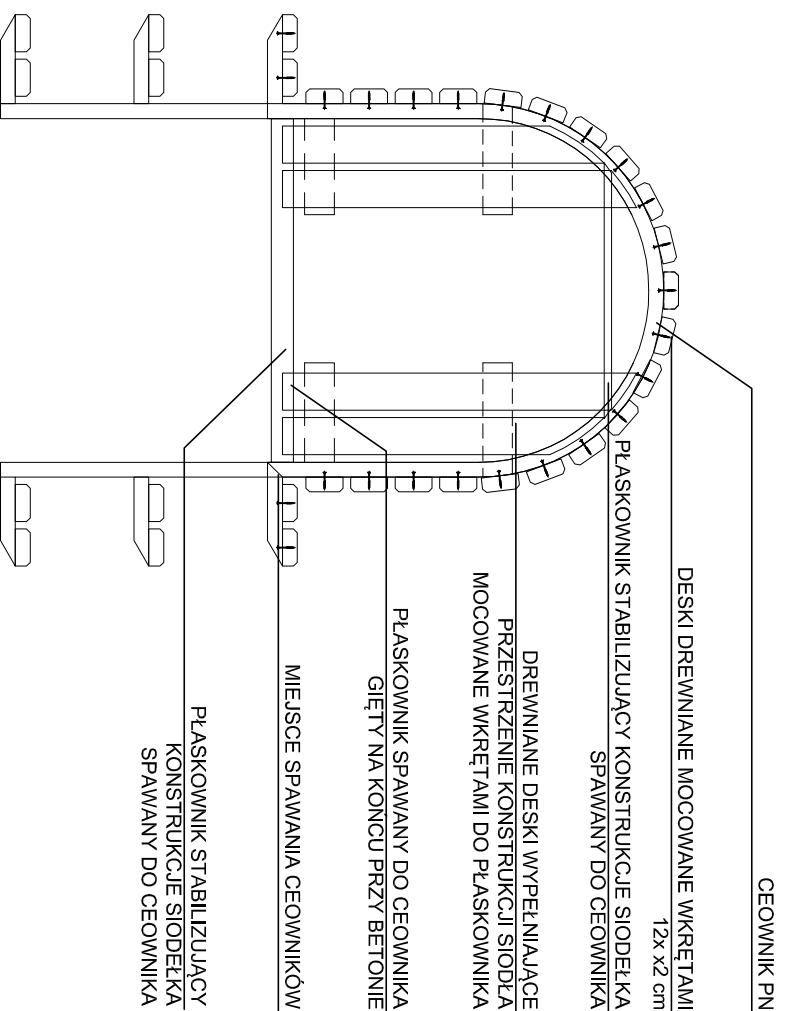 CEOWNIK PN
DESKI DREWNIANE MOCOWANE WKRĘTAMI
12x x2 cm
PŁASKOWNIK STABILIZUJĄCY KONSTRUKCJE SIODEŁKA
SPAWANY DO CEOWNIKA
DREWNIANE DESKI WYPEŁNIAJĄCE
PRZESTRZENIE KONSTRUKCJI SIODŁA
MOCOWANE WKRĘTAMI DO PŁASKOWNIKA
PŁASKOWNIK SPAWANY DO CEOWNIKA
GIĘTY NA KOŃCU PRZY BETONIE
MIEJSCE SPAWANIA CEOWNIKÓW
PŁASKOWNIK STABILIZUJĄCY
KONSTRUKCJE SIODEŁKA
SPAWANY DO CEOWNIKA